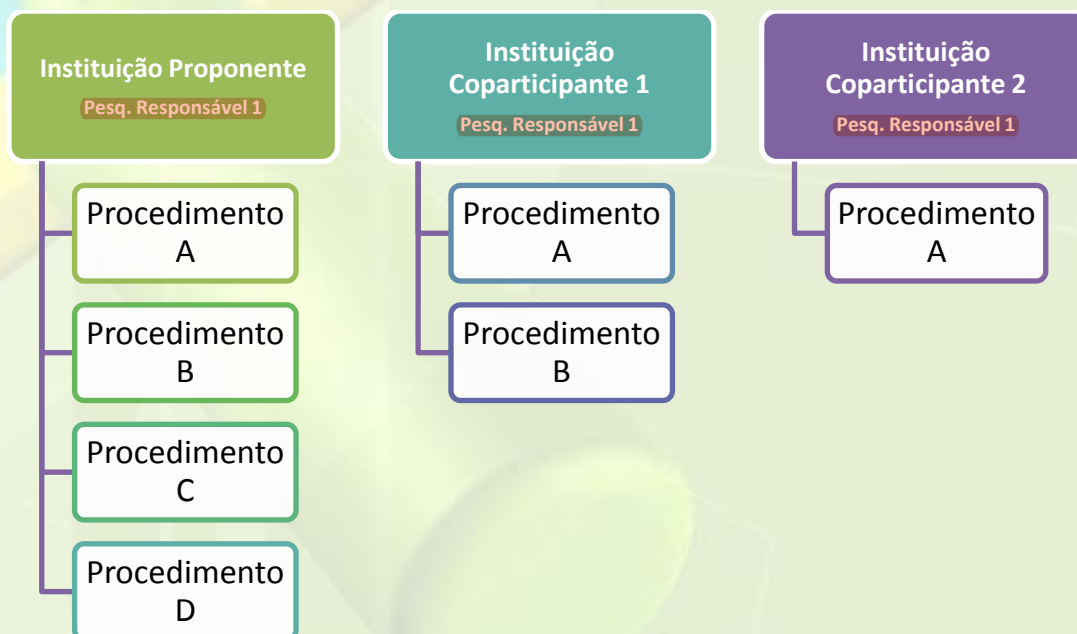 Instituição Proponente
Pesq. Responsável 1
Procedimento
A
Procedimento
B
Procedimento
C
Procedimento
D
Instituição
Coparticipante 1
Pesq. Responsável 1
Procedimento
A
Procedimento
B
Instituição
Coparticipante 2
Pesq. Responsável 1
Procedimento
A